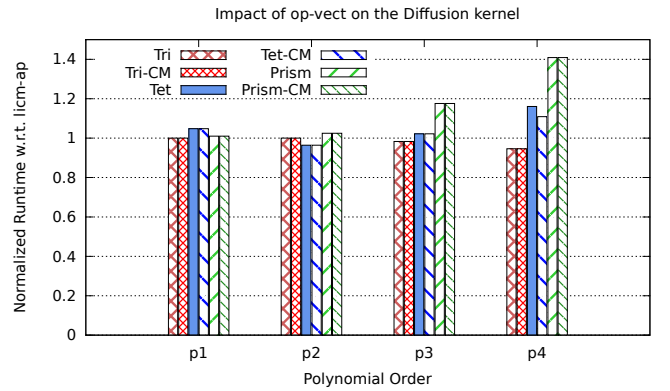 Impact of op-vect on the Diffusion kernel
Normalized Runtime w.r.t. licm-ap
1.4
1.2
1
0.8
0.6
0.4
0.2
0
Tri
Tri-CM
Tet
Tet-CM
Prism
Prism-CM
p1 p2 p3 p4
Polynomial Order